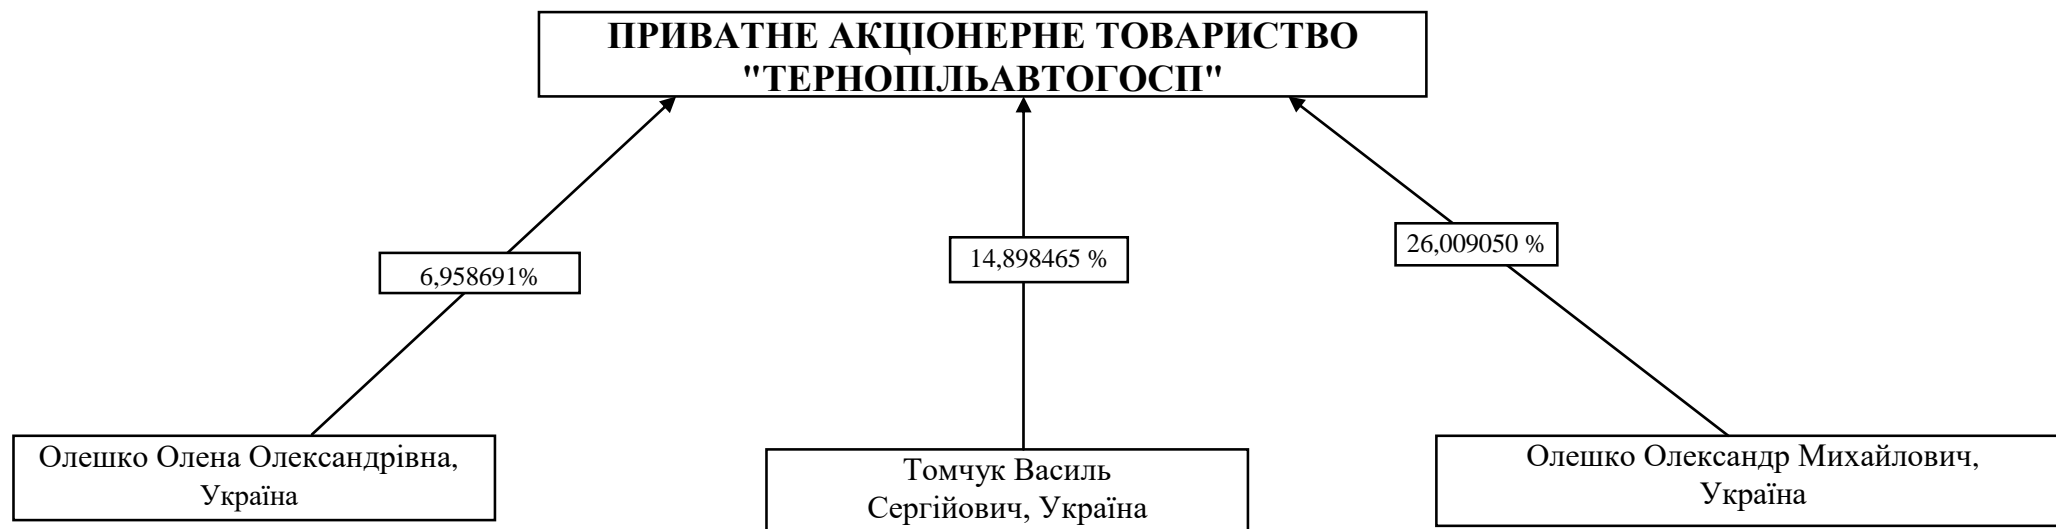 ПРИВАТНЕ АКЦІОНЕРНЕ ТОВАРИСТВО
"ТЕРНОПІЛЬАВТОГОСП"
6,958691%
14,898465 %
26,009050 %
Олешко Олена Олександрівна,
Україна
Томчук Василь
Сергійович, Україна
Олешко Олександр Михайлович,
Україна